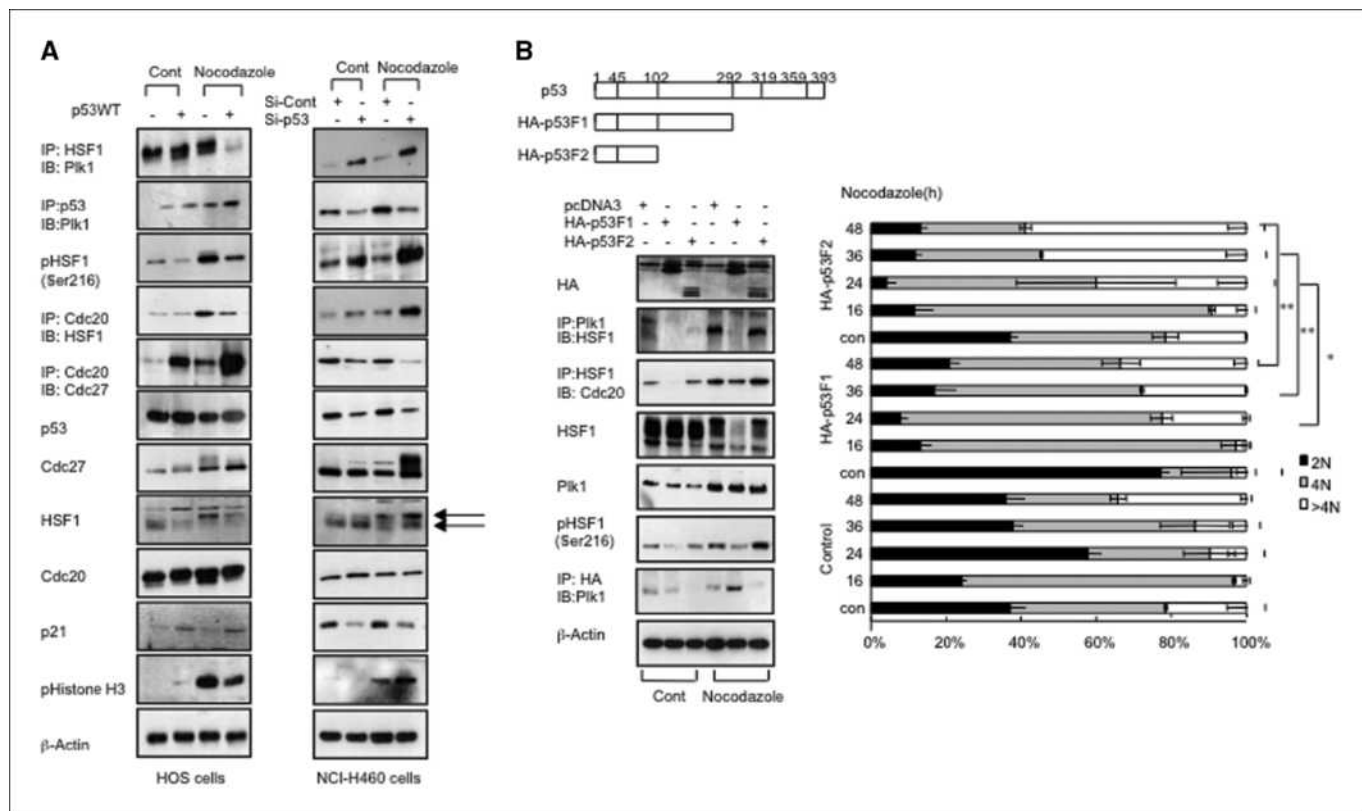 A
Cont Nocodazole
p53WT - + - +
Cont Nocodazole
Si-Cont + - + -
Si-p53 - + - +
IP: HSF1
IB: Plk1
IP:p53
IB:Plk1
pHSF1
(Ser216)
IP: Cdc20
IB: HSF1
IP: Cdc20
IB: Cdc27
p53
Cdc27
HSF1
Cdc20
p21
pHistone H3
β-Actin
HOS cells
NCI-H460 cells
B
1 45 102 292 319 359 393
p53
HA-p53F1
HA-p53F2
pcDNA3 + - - + - -
HA-p53F1 - + - - + -
HA-p53F2 - - + - - +
HA
IP:Plk1
IB:HSF1
IP:HSF1
IB: Cdc20
HSF1
Plk1
pHSF1
(Ser216)
IP: HA
IB:Plk1
β-Actin
Cont Nocodazole
Nocodazole(h)
HA-p53F2
48
36
24
16
con
HA-p53F1
48
36
24
16
con
Control
48
36
24
16
con
0% 20% 40% 60% 80% 100%
**
**
*
2N
4N
>4N